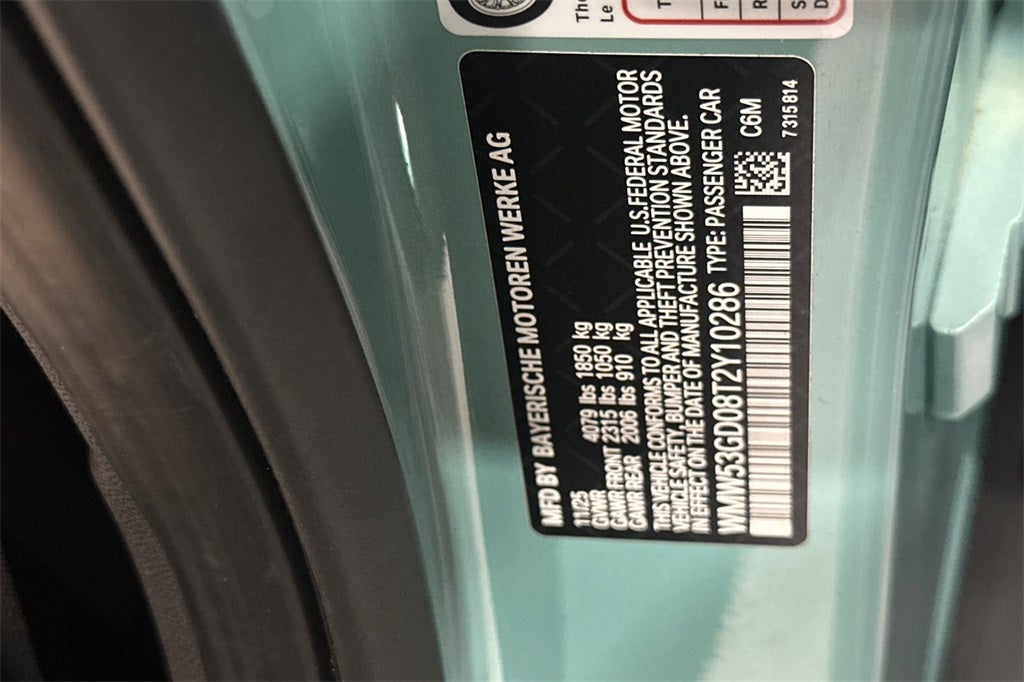 Tho
Le
T
F
R
S
D
MFD BY BAYERISCHE MOTOREN WERKE AG
11/25
GVWR 4079 lbs 1850 kg
GAWR FRONT 2315 lbs 1050 kg
GAWR REAR 2006 lbs 910 kg
THIS VEHICLE CONFORMS TO ALL APPLICABLE U.S.FEDERAL MOTOR
VEHICLE SAFETY, BUMPER AND THEFT PREVENTION STANDARDS
IN EFFECT ON THE DATE OF MANUFACTURE SHOWN ABOVE.
WMW53GD08T2Y10286 TYPE: PASSENGER CAR
C6M
7315814